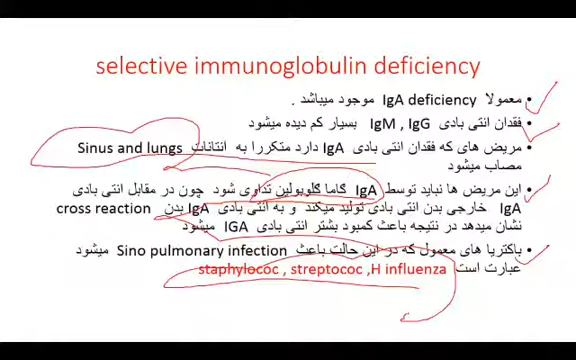 selective immunoglobulin deficiency
• معمولا IgA deficiency موجود میباشد .
• فقدان انتی بادی IgM , IgG بسیار کم دیده میشود
• مریض های که فقدان انتی بادی IgA دارد متکررا به انتانات Sinus and lungs
مصاب میشود
• این مریض ها نباید توسط IgA گاما گلوبولین تداوی شود چون در مقابل انتی بادی
IgA خارجی بدن انتی بادی تولید میکند و به انتی بادی IgA بدن cross reaction
نشان میدهد در نتیجه باعث کمبود بشتر انتی بادی IGA میشود
• باکتریا های معمول که در این حالت باعث Sino pulmonary infection میشود
عبارت است staphylococ , streptococ ,H influenza